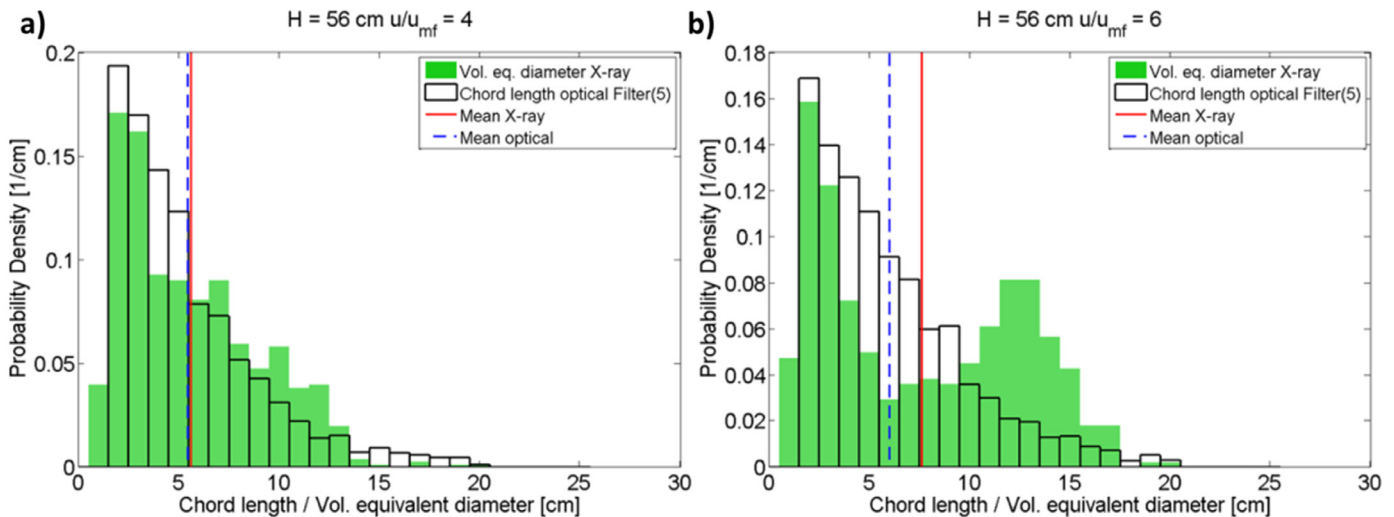 a)
H = 56 cm u/u_mf = 4
Probability Density [1/cm]
0.2
0.15
0.1
0.05
0
Vol. eq. diameter X-ray
Chord length optical Filter(5)
Mean X-ray
Mean optical
0 5 10 15 20 25 30
Chord length / Vol. equivalent diameter [cm]
b)
H = 56 cm u/u_mf = 6
Probability Density [1/cm]
0.18
0.16
0.14
0.12
0.1
0.08
0.06
0.04
0.02
0
Vol. eq. diameter X-ray
Chord length optical Filter(5)
Mean X-ray
Mean optical
0 5 10 15 20 25 30
Chord length / Vol. equivalent diameter [cm]